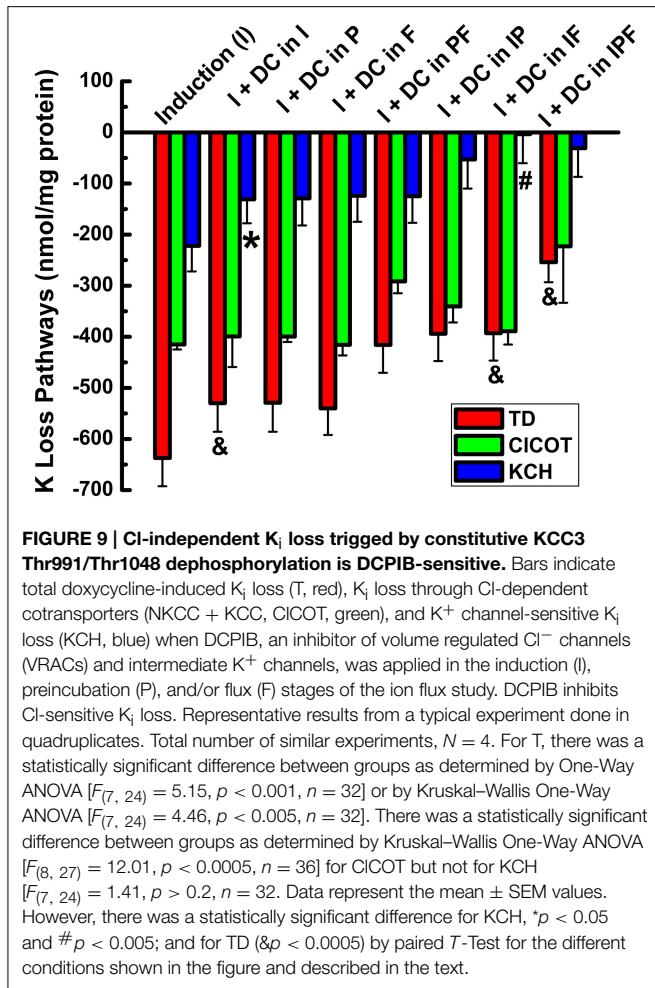 Induction (I)
I + DC in I
I + DC in P
I + DC in F
I + DC in PF
I + DC in IP
I + DC in IF
I + DC in IPF
K Loss Pathways (nmol/mg protein)
100
0
-100
-200
-300
-400
-500
-600
-700
*
#
&
&
&
TD
ClCOT
KCH
FIGURE 9 | Cl-independent Ki loss trigged by constitutive KCC3
Thr991/Thr1048 dephosphorylation is DCPIB-sensitive. Bars indicate
total doxycycline-induced Ki loss (T, red), Ki loss through Cl-dependent
cotransporters (NKCC + KCC, ClCOT, green), and K+ channel-sensitive Ki
loss (KCH, blue) when DCPIB, an inhibitor of volume regulated Cl− channels
(VRACs) and intermediate K+ channels, was applied in the induction (I),
preincubation (P), and/or flux (F) stages of the ion flux study. DCPIB inhibits
Cl-sensitive Ki loss. Representative results from a typical experiment done in
quadruplicates. Total number of similar experiments, N = 4. For T, there was a
statistically significant difference between groups as determined by One-Way
ANOVA [F(7, 24) = 5.15, p < 0.001, n = 32] or by Kruskal–Wallis One-Way
ANOVA [F(7, 24) = 4.46, p < 0.005, n = 32]. There was a statistically significant
difference between groups as determined by Kruskal–Wallis One-Way ANOVA
[F(8, 27) = 12.01, p < 0.0005, n = 36] for ClCOT but not for KCH
[F(7, 24) = 1.41, p > 0.2, n = 32. Data represent the mean ± SEM values.
However, there was a statistically significant difference for KCH, *p < 0.05
and #p < 0.005; and for TD (&p < 0.0005) by paired T-Test for the different
conditions shown in the figure and described in the text.